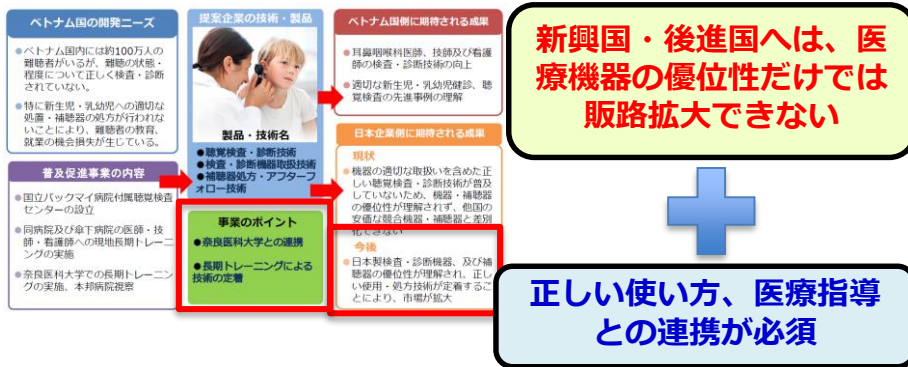 ベトナム国の開発ニーズ
●ベトナム国内には約100万人の
難聴者がいるが、難聴の状態・
程度について正しく検査・診断
されていない。
●特に新生児・乳幼児への適切な
処置・補聴器の処方が行われな
いことにより、難聴者の教育、
就業の機会損失が生じている。
普及促進事業の内容
●国立バックマイ病院付属聴覚検査
センターの設立
●同病院及び傘下病院の医師・技
師・看護師への現地長期トレーニ
ングの実施
●奈良医科大学での長期トレーニン
グの実施、本邦病院視察
提案企業の技術・製品
製品・技術名
●聴覚検査・診断技術
●検査・診断機器取扱技術
●補聴器処方・アフターフ
ォロー技術
事業のポイント
●奈良医科大学との連携
●長期トレーニングによる
技術の定着
ベトナム国側に期待される成果
●耳鼻咽喉科医師、技師及び看護
師の検査・診断技術の向上
●適切な新生児・乳幼児健診、聴
覚検査の先進事例の理解
日本企業側に期待される成果
現状
●機器の適切な取扱いを含めた正
しい聴覚検査・診断技術が普及
していないため、機器・補聴器
の優位性が理解されず、他国の
安価な競合機器・補聴器と差別
化できない
今後
●日本製検査・診断機器、及び補
聴器の優位性が理解され、正し
い使用・処方技術が定着するこ
とにより、市場が拡大
新興国・後進国へは、医
療機器の優位性だけでは
販路拡大できない
正しい使い方、医療指導
との連携が必須